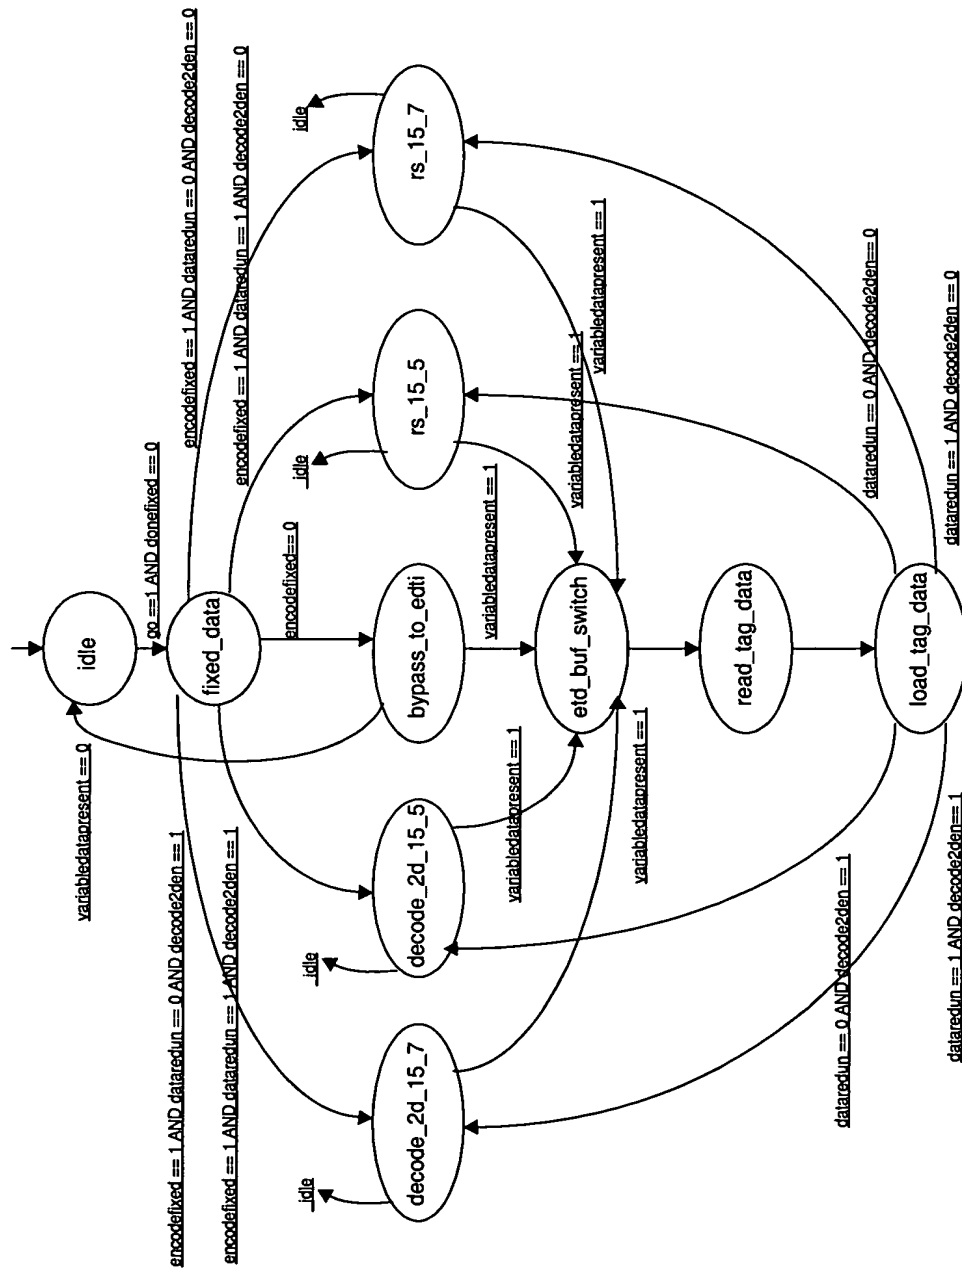 encodefixed == 1 AND dataredun == 0 AND decode2den == 0
encodefixed == 1 AND dataredun == 1 AND decode2den == 0
go ==1 AND donefixed == 0
idle
variabledatapresent == 0
encodefixed == 1 AND dataredun == 0 AND decode2den == 1
encodefixed == 1 AND dataredun == 1 AND decode2den == 1
fixed_data
encodefixed== 0
idle
idle
idle
idle
decode_2d_15_7
decode_2d_15_5
bypass_to_edti
rs_15_5
rs_15_7
variabledatapresent == 1
variabledatapresent == 1
variabledatapresent == 1
variabledatapresent == 1
variabledatapresent == 1
etd_buf_switch
read_tag_data
load_tag_data
dataredun == 0 AND decode2den == 1
dataredun == 1 AND decode2den== 1
dataredun == 0 AND decode2den== 0
dataredun == 1 AND decode2den == 0